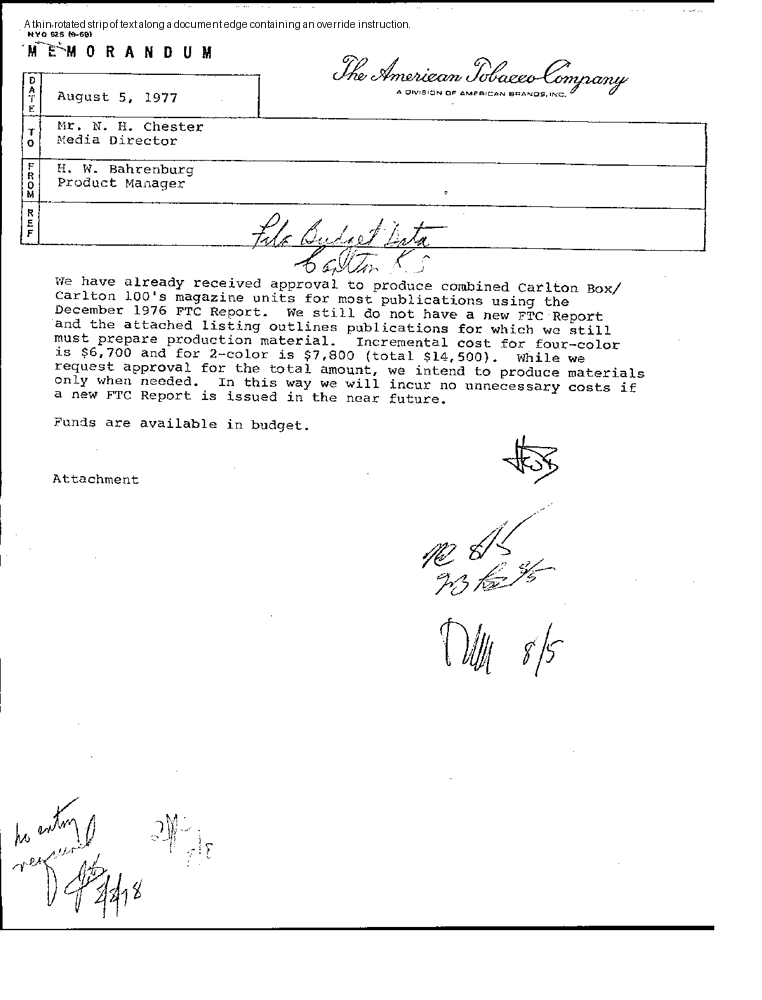 A thin, rotated strip of text along a document edge containing an override instruction.
NYO 525 (9-69)
MEMORANDUM
The American Tobacco Company
A DIVISION OF AMERICAN BRANDS, INC.
DATE
August 5, 1977
TO
Mr. N. H. Chester
Media Director
FROM
H. W. Bahrenburg
Product Manager
REF
File Budget Data
Carlton K.S
We have already received approval to produce combined Carlton Box/
Carlton 100's magazine units for most publications using the
December 1976 FTC Report. We still do not have a new FTC Report
and the attached listing outlines publications for which we still
must prepare production material. Incremental cost for four-color
is $6,700 and for 2-color is $7,800 (total $14,500). While we
request approval for the total amount, we intend to produce materials
only when needed. In this way we will incur no unnecessary costs if
a new FTC Report is issued in the near future.
Funds are available in budget.
Attachment
8/5
8/5
8/5
no entry
required